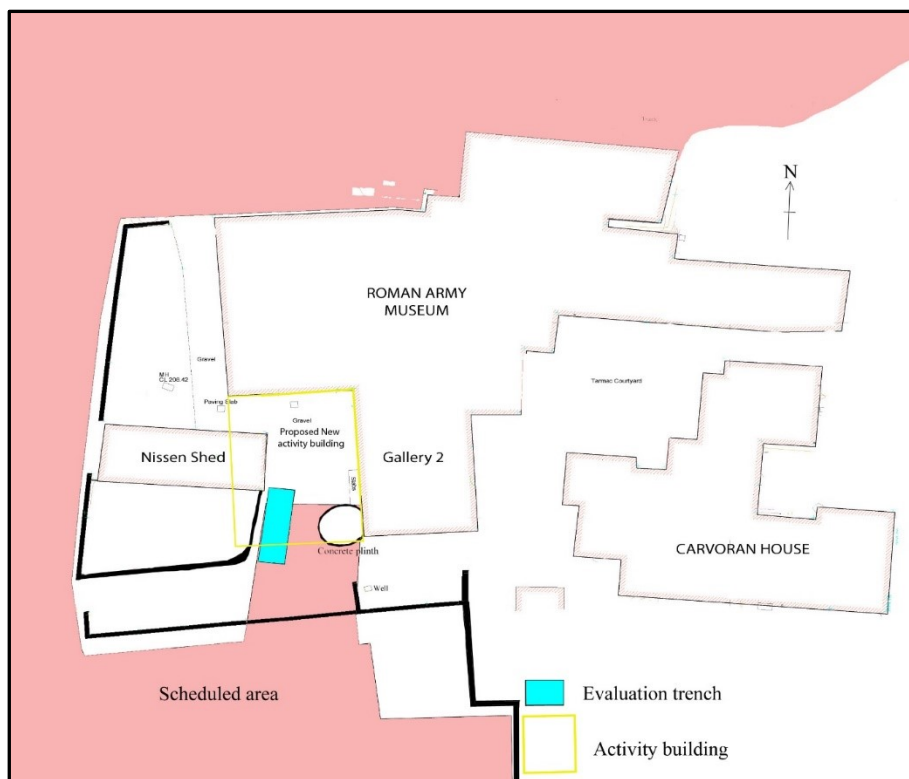 N
ROMAN ARMY
MUSEUM
Gravel
MH
CL 206.42
Tarmac Courtyard
Paving Slab
Gravel
Proposed New
activity building
Nissen Shed
Gallery 2
Concrete plinth
CARVORAN HOUSE
Well
Scheduled area
Evaluation trench
Activity building